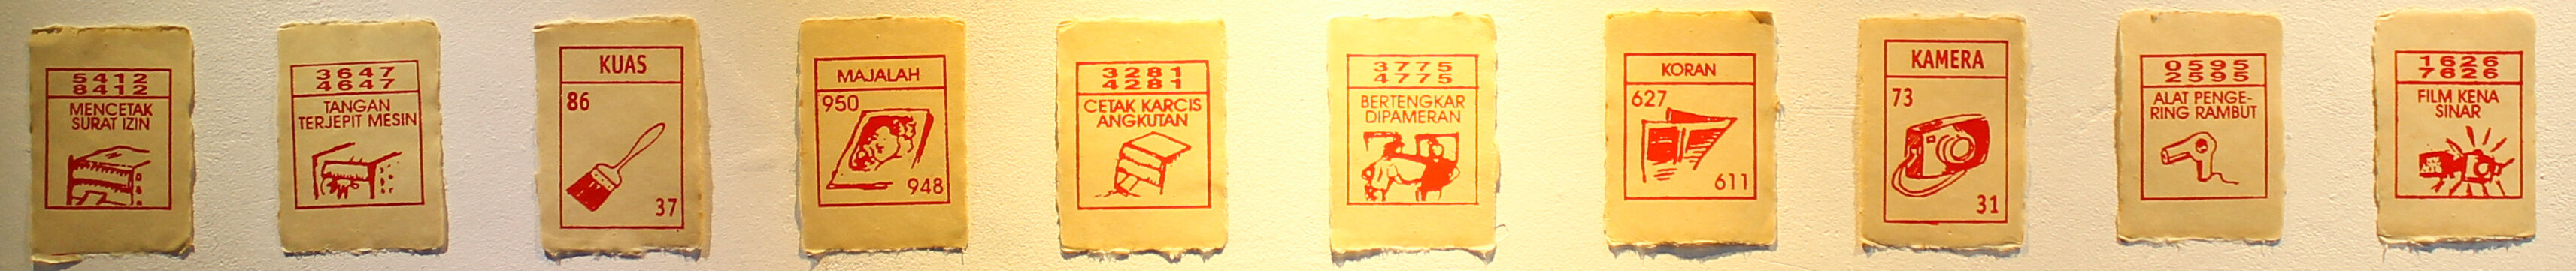 5412
8412
MENCETAK
SURAT IZIN
3647
4647
TANGAN
TERJEPIT MESIN
KUAS
86
37
MAJALAH
950
948
3281
4281
CETAK KARCIS
ANGKUTAN
3775
4775
BERTENGKAR
DIPAMERAN
KORAN
627
611
KAMERA
73
31
0595
2595
ALAT PENGE-
RING RAMBUT
1626
7626
FILM KENA
SINAR